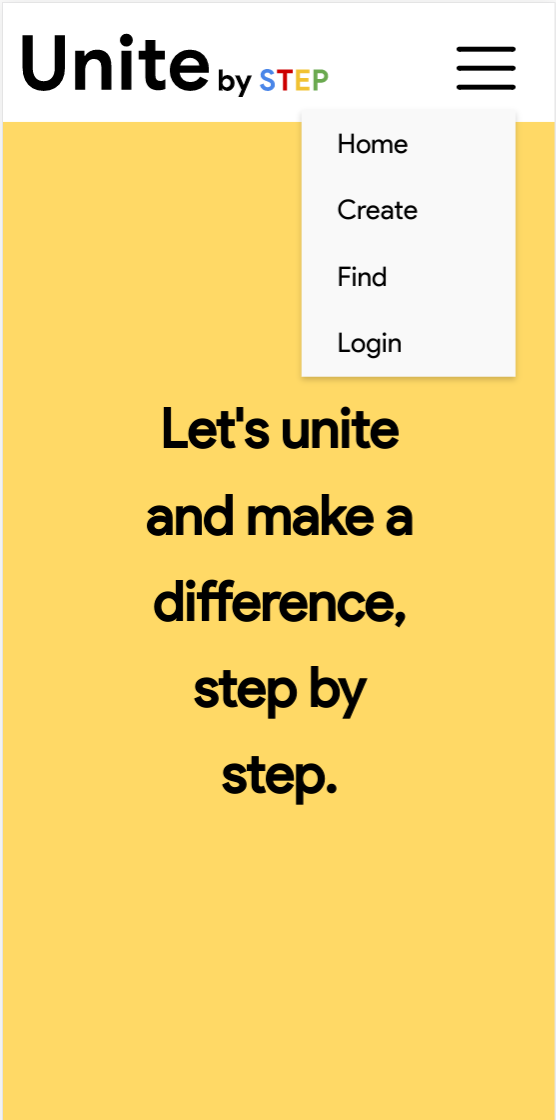 Unite by STEP
Home
Create
Find
Login
Let's unite
and make a
difference,
step by
step.